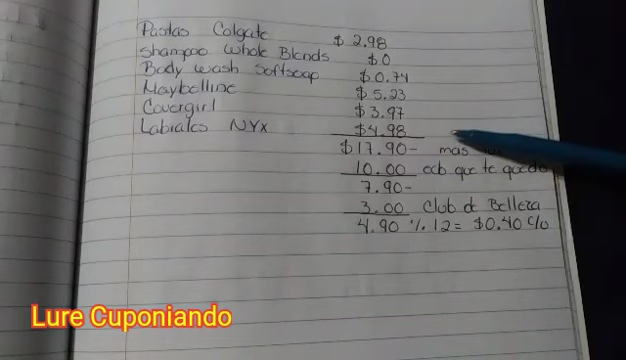 Pastas Colgate $ 2.98
Shampoo Whole Blends $0
Body wash Softsoap $0.74
Maybelline $5.23
Covergirl $3.97
Labiales NYX $4.98
$17.90- mas
10.00 ecb que te quedo
7.90-
3.00 Club de Belleza
4.90 % 12 = $0.40 c/o
Lure Cuponiando